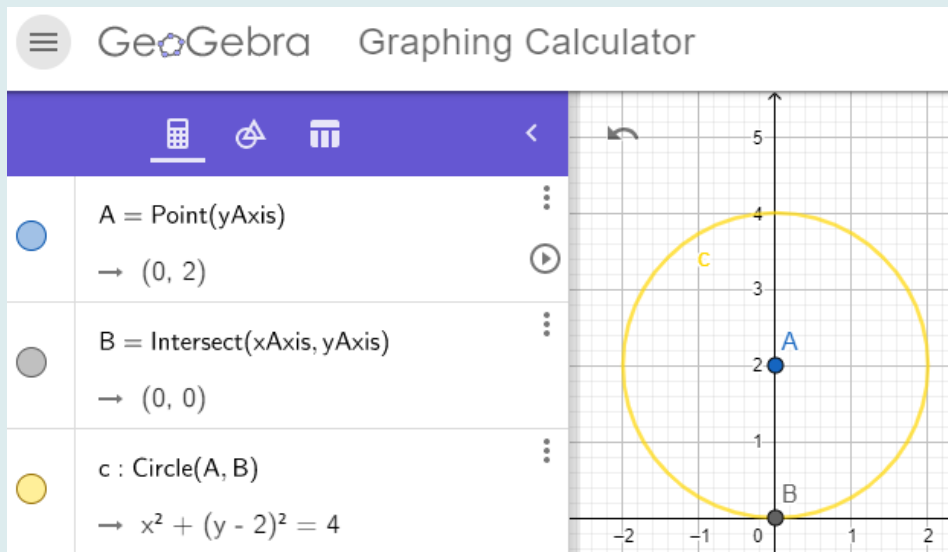 GeoGebra Graphing Calculator
A = Point(yAxis)
→ (0, 2)
B = Intersect(xAxis, yAxis)
→ (0, 0)
c : Circle(A, B)
→ x² + (y - 2)² = 4
5
4
c
3
A
2
1
B
–2 –1 0 1 2